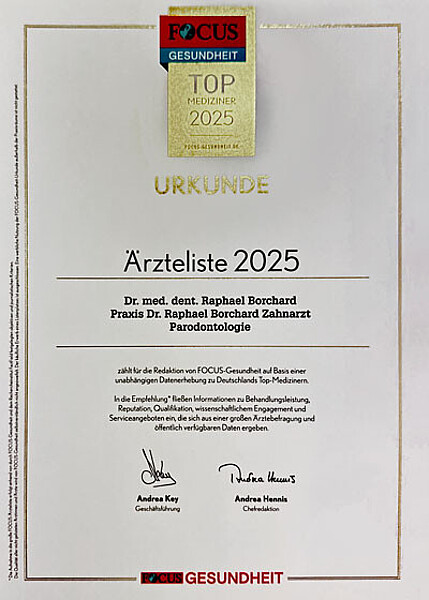 FOCUS
GESUNDHEIT
TOP
MEDIZINER
2025
FOCUS-GESUNDHEIT.DE
URKUNDE
Ärzteliste 2025
Dr. med. dent. Raphael Borchard
Praxis Dr. Raphael Borchard Zahnarzt
Parodontologie
zählt für die Redaktion von FOCUS-Gesundheit auf Basis einer
unabhängigen Datenerhebung zu Deutschlands Top-Medizinern.
In die Empfehlung* fließen Informationen zu Behandlungsleistung,
Reputation, Qualifikation, wissenschaftlichem Engagement und
Serviceangeboten ein, die sich aus einer großen Ärztebefragung und
öffentlich verfügbaren Daten ergeben.
Andrea Hennis
Andrea Key
Geschäftsführung
Andrea Hennis
Chefredaktion
FOCUS GESUNDHEIT